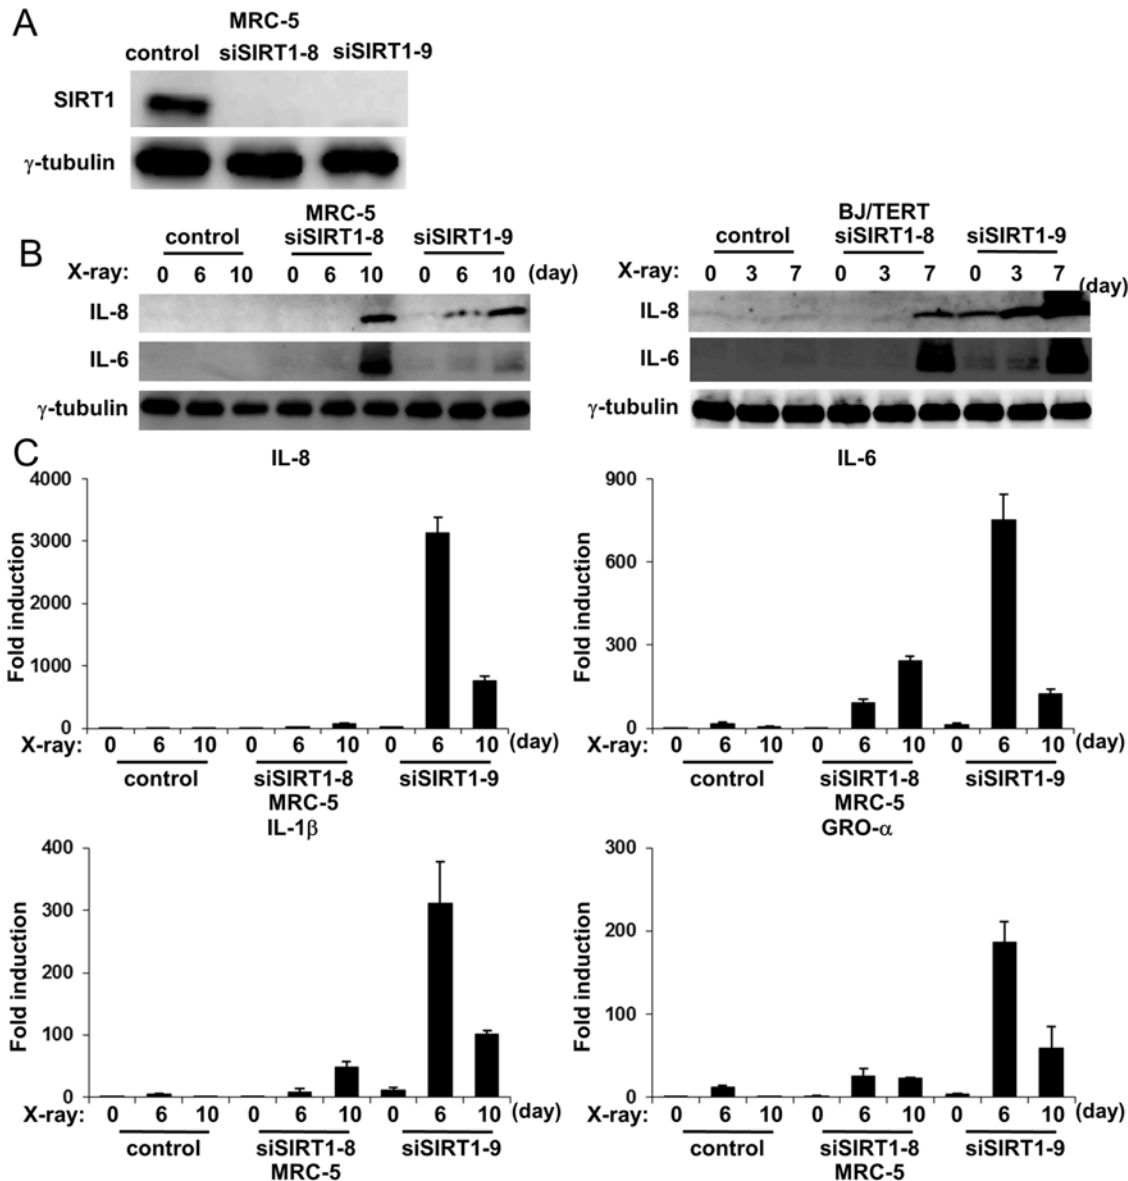 A
MRC-5
control siSIRT1-8 siSIRT1-9
SIRT1
γ-tubulin
B
MRC-5
control siSIRT1-8 siSIRT1-9
X-ray: 0 6 10 0 6 10 0 6 10 (day)
IL-8
IL-6
γ-tubulin
BJ/TERT
control siSIRT1-8 siSIRT1-9
X-ray: 0 3 7 0 3 7 0 3 7 (day)
IL-8
IL-6
γ-tubulin
C
IL-8
Fold induction
4000
3000
2000
1000
0
X-ray: 0 6 10 0 6 10 0 6 10 (day)
control siSIRT1-8 siSIRT1-9
MRC-5
IL-6
Fold induction
900
600
300
0
X-ray: 0 6 10 0 6 10 0 6 10 (day)
control siSIRT1-8 siSIRT1-9
MRC-5
IL-1β
Fold induction
400
300
200
100
0
X-ray: 0 6 10 0 6 10 0 6 10 (day)
control siSIRT1-8 siSIRT1-9
MRC-5
GRO-α
Fold induction
300
200
100
0
X-ray: 0 6 10 0 6 10 0 6 10 (day)
control siSIRT1-8 siSIRT1-9
MRC-5